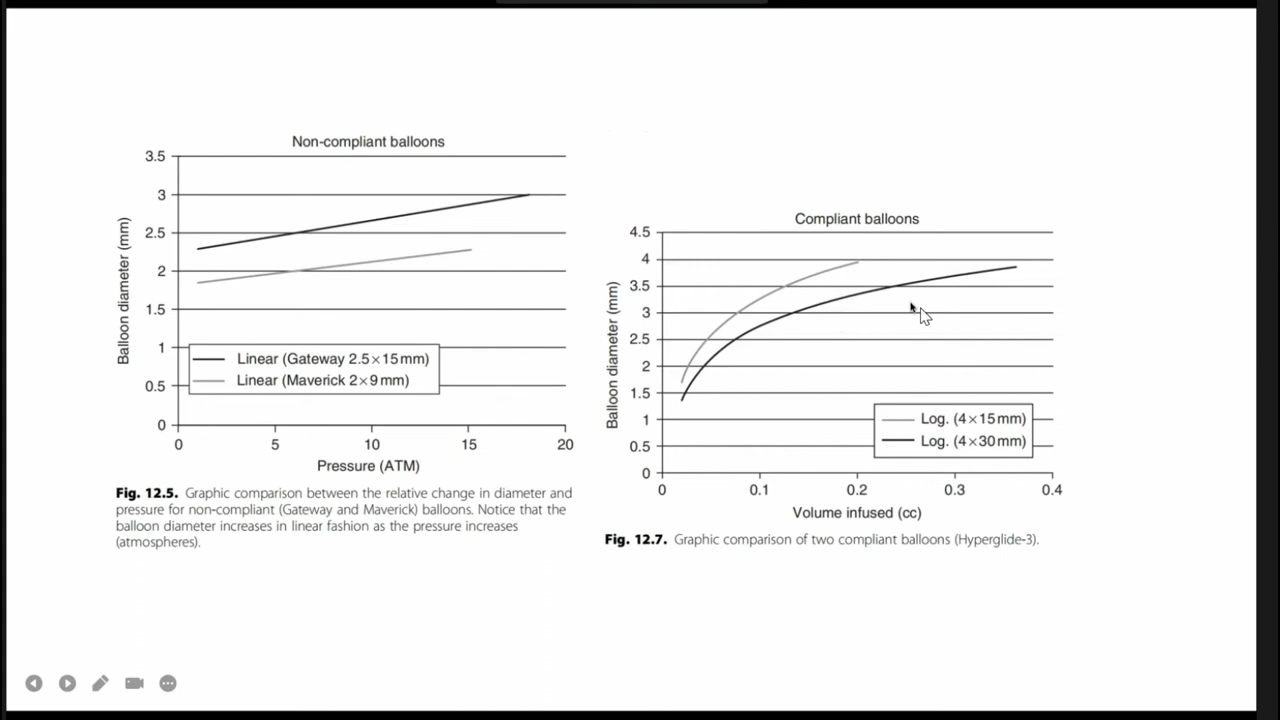 Non-compliant balloons
3.5
3
2.5
2
1.5
1
0.5
0
Balloon diameter (mm)
Linear (Gateway 2.5×15mm)
Linear (Maverick 2×9mm)
0 5 10 15 20
Pressure (ATM)
Fig. 12.5. Graphic comparison between the relative change in diameter and
pressure for non-compliant (Gateway and Maverick) balloons. Notice that the
balloon diameter increases in linear fashion as the pressure increases
(atmospheres).
Compliant balloons
4.5
4
3.5
3
2.5
2
1.5
1
0.5
0
Balloon diameter (mm)
Log. (4×15mm)
Log. (4×30mm)
0 0.1 0.2 0.3 0.4
Volume infused (cc)
Fig. 12.7. Graphic comparison of two compliant balloons (Hyperglide-3).